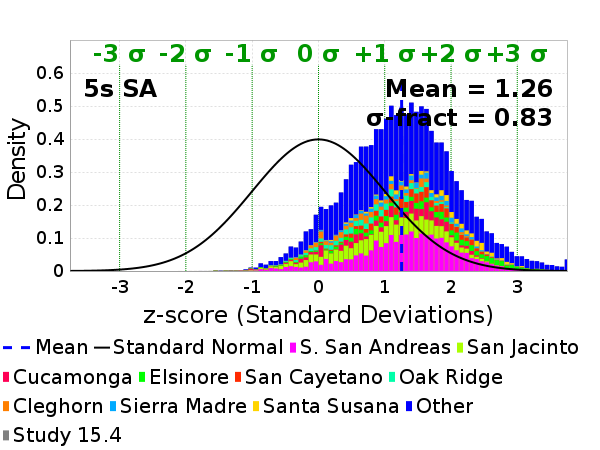 -3 σ -2 σ -1 σ 0 σ +1 σ +2 σ +3 σ
0.6
5s SA
Mean = 1.26
0.5
σ-fract = 0.83
0.4
Density
0.3
0.2
0.1
0
-3 -2 -1 0 1 2 3
z-score (Standard Deviations)
Mean Standard Normal S. San Andreas San Jacinto
Cucamonga Elsinore San Cayetano Oak Ridge
Cleghorn Sierra Madre Santa Susana Other
Study 15.4